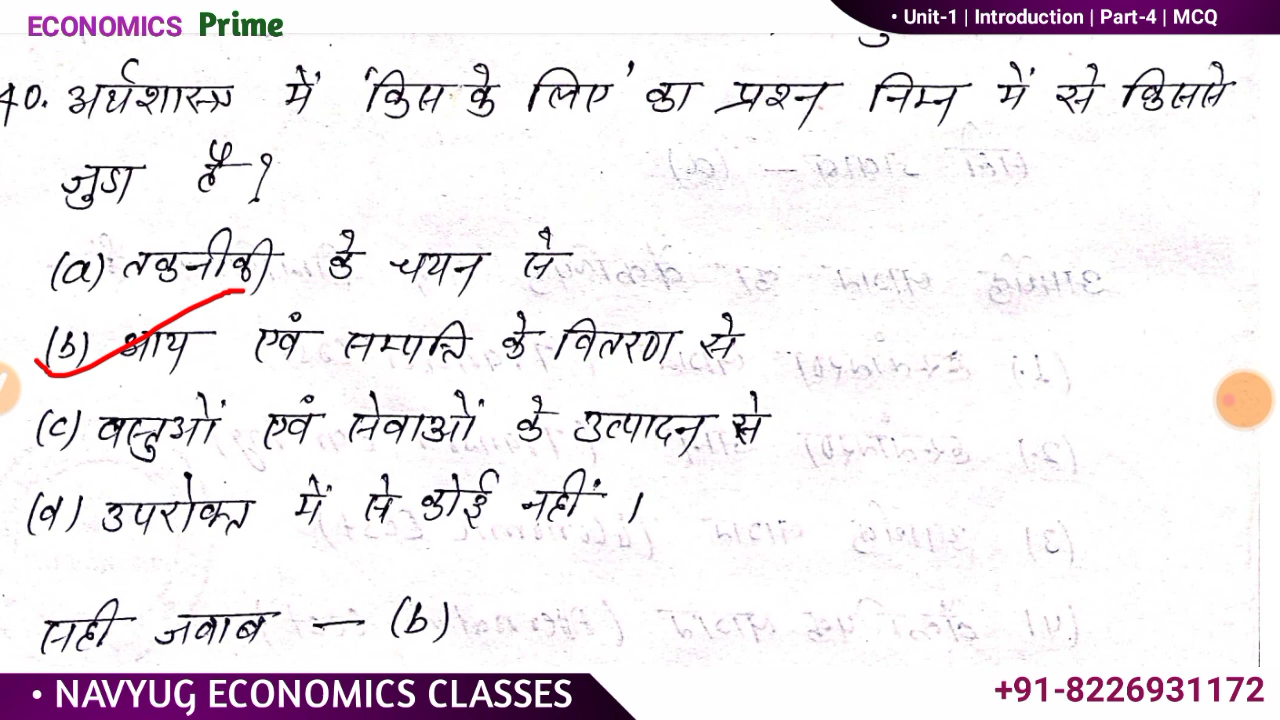 ECONOMICS Prime
• Unit-1 | Introduction | Part-4 | MCQ
40. अर्थशास्त्र में 'किस के लिए' का प्रश्न निम्न में से किससे
जुडा है?
(a) तकनीकी के चयन से
(b) आय एवं सम्पत्ति के वितरण से
(c) वस्तुओं एवं सेवाओं के उत्पादन से
(d) उपरोक्त में से कोई नहीं ।
सही जवाब — (b)
• NAVYUG ECONOMICS CLASSES
+91-8226931172